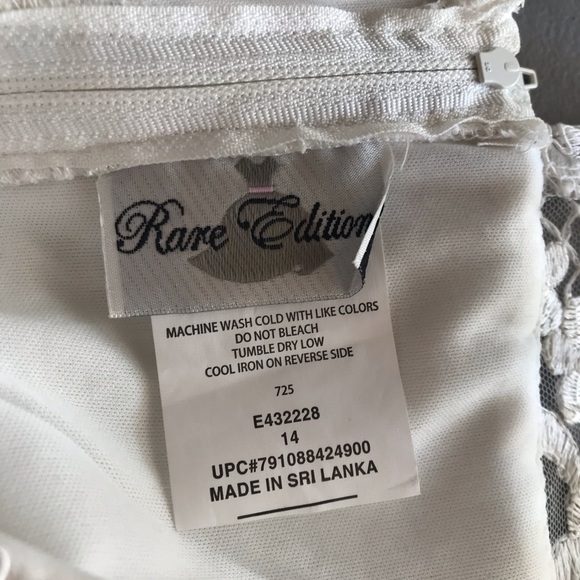 Rare Edition
MACHINE WASH COLD WITH LIKE COLORS
DO NOT BLEACH
TUMBLE DRY LOW
COOL IRON ON REVERSE SIDE
725
E432228
14
UPC#791088424900
MADE IN SRI LANKA